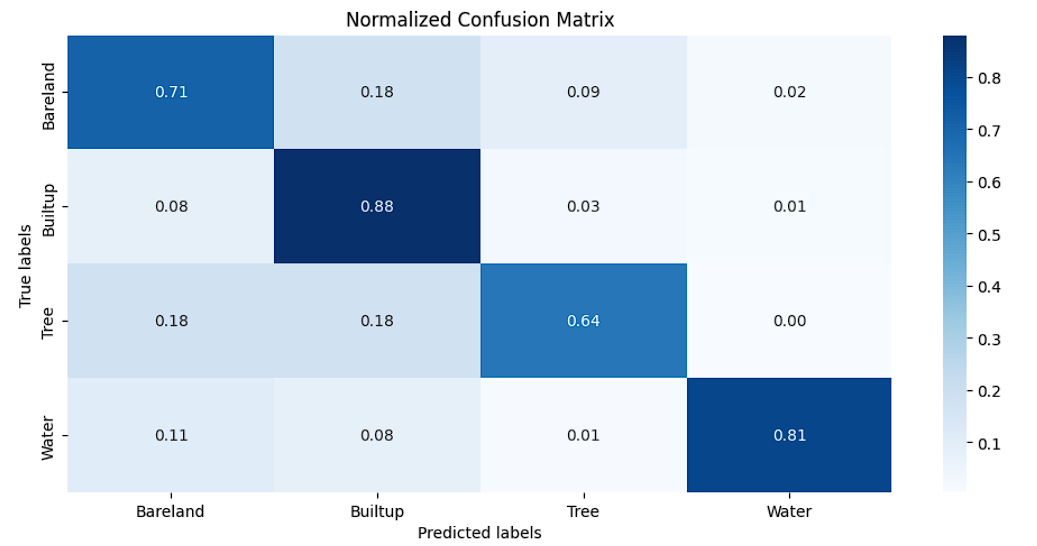 Normalized Confusion Matrix
True labels
Bareland 0.71 0.18 0.09 0.02
Builtup 0.08 0.88 0.03 0.01
Tree 0.18 0.18 0.64 0.00
Water 0.11 0.08 0.01 0.81
Bareland Builtup Tree Water
Predicted labels
0.8
0.7
0.6
0.5
0.4
0.3
0.2
0.1